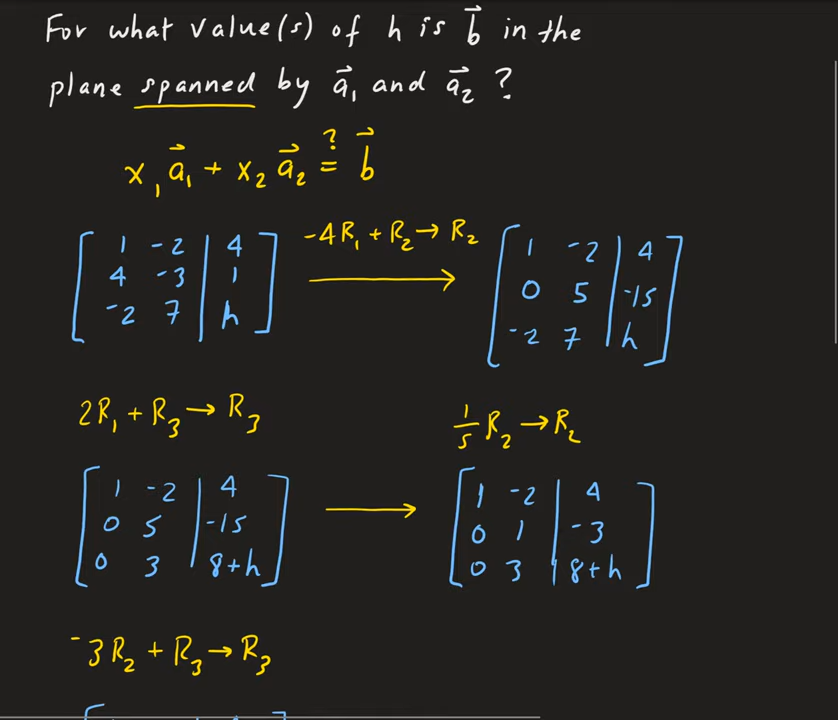 For what value(s) of h is b⃗ in the
plane spanned by a⃗₁ and a⃗₂ ?
x₁a⃗₁ + x₂a⃗₂ =? b⃗
[ 1 -2 | 4 ]
[ 4 -3 | 1 ]
[ -2 7 | h ]
-4R₁ + R₂ → R₂
[ 1 -2 | 4 ]
[ 0 5 | -15 ]
[ -2 7 | h ]
2R₁ + R₃ → R₃
[ 1 -2 | 4 ]
[ 0 5 | -15 ]
[ 0 3 | 8+h ]
1/5 R₂ → R₂
[ 1 -2 | 4 ]
[ 0 1 | -3 ]
[ 0 3 | 8+h ]
-3R₂ + R₃ → R₃